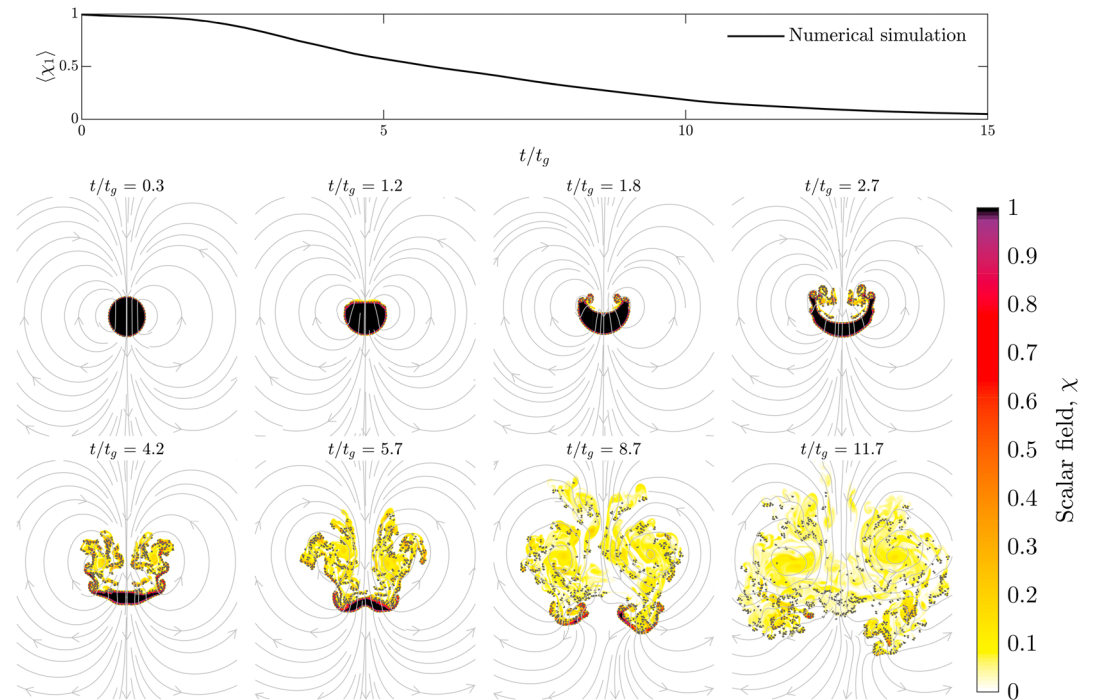 1
0.5
0
⟨χ₁⟩
Numerical simulation
0 5 10 15
t/t_g
t/t_g = 0.3 t/t_g = 1.2 t/t_g = 1.8 t/t_g = 2.7
t/t_g = 4.2 t/t_g = 5.7 t/t_g = 8.7 t/t_g = 11.7
1
0.9
0.8
0.7
0.6
0.5
0.4
0.3
0.2
0.1
0
Scalar field, χ